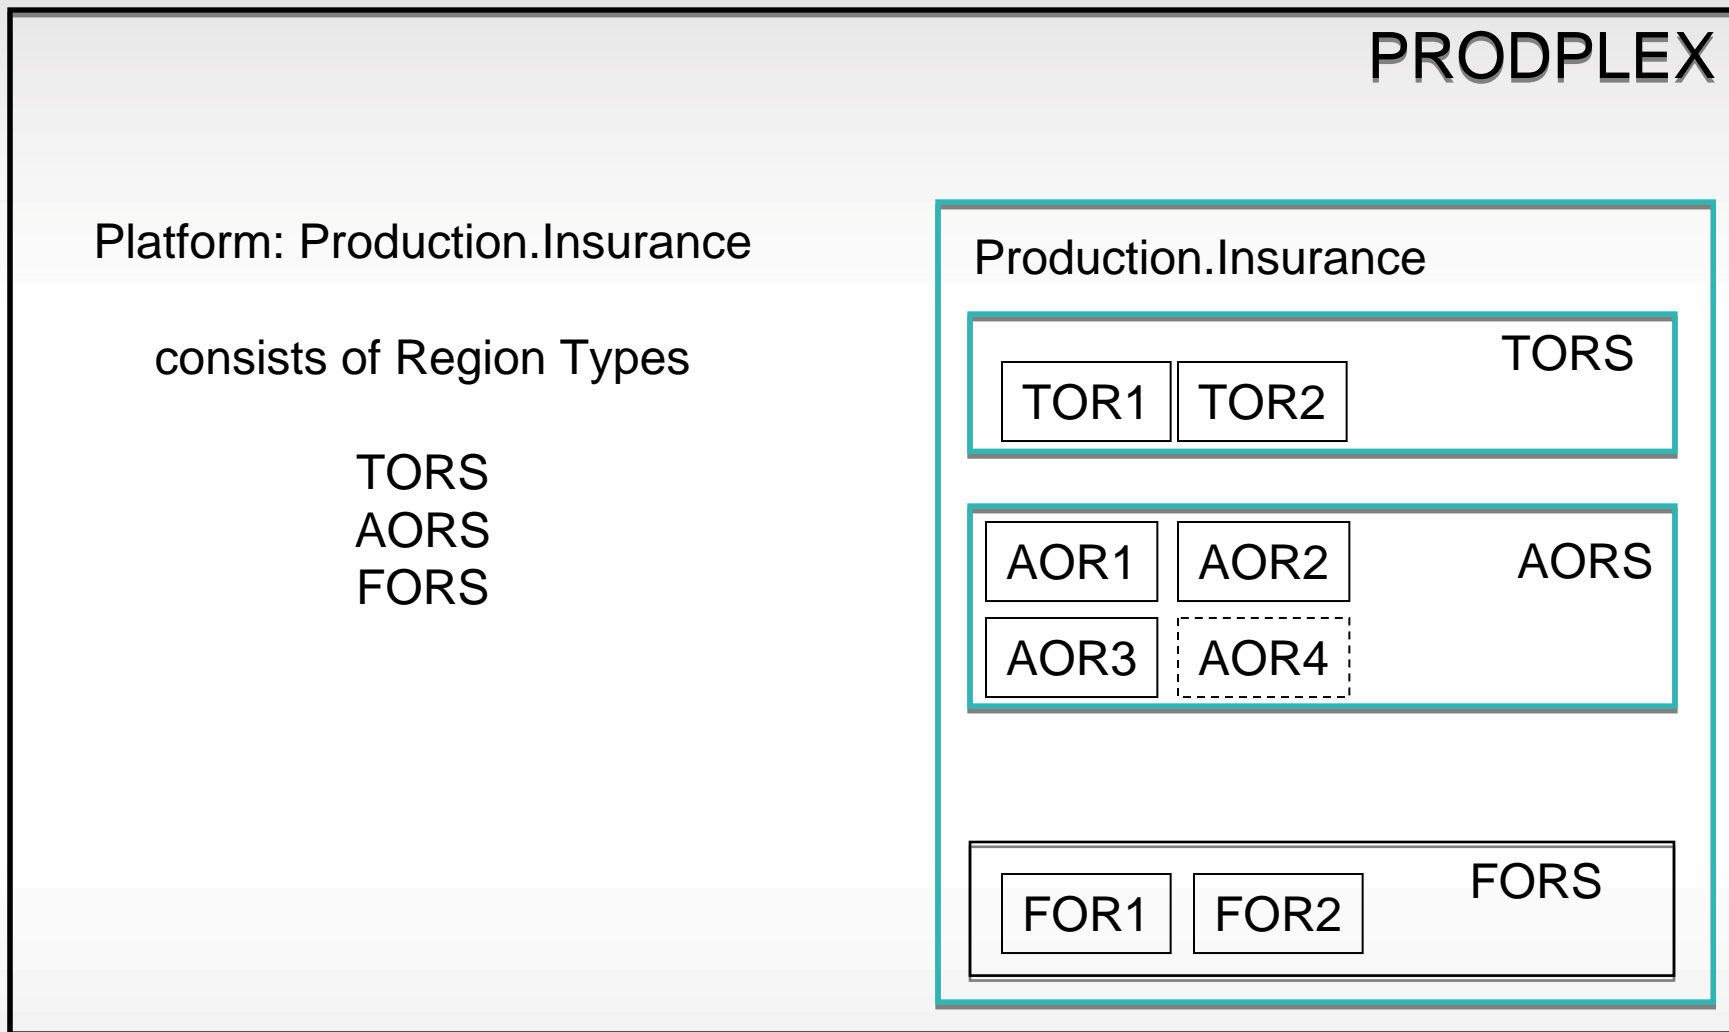 PRODPLEX
Platform: Production.Insurance
consists of Region Types
TORS
AORS
FORS
Production.Insurance
TORS
TOR1 TOR2
AORS
AOR1 AOR2
AOR3 AOR4
FORS
FOR1 FOR2